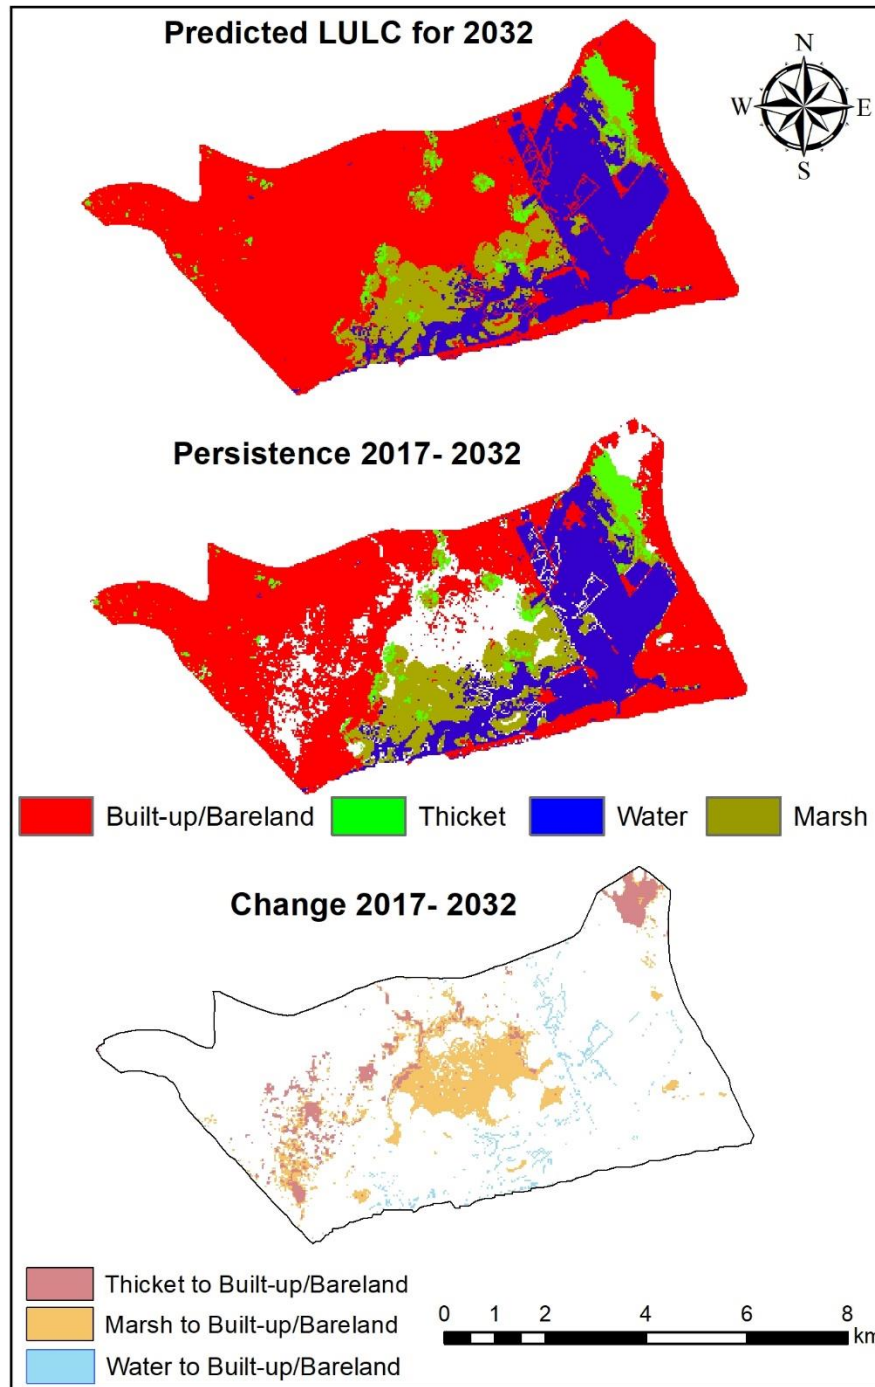 Predicted LULC for 2032
N
W E
S
Persistence 2017- 2032
Built-up/Bareland Thicket Water Marsh
Change 2017- 2032
Thicket to Built-up/Bareland
Marsh to Built-up/Bareland
Water to Built-up/Bareland
0 1 2 4 6 8
km